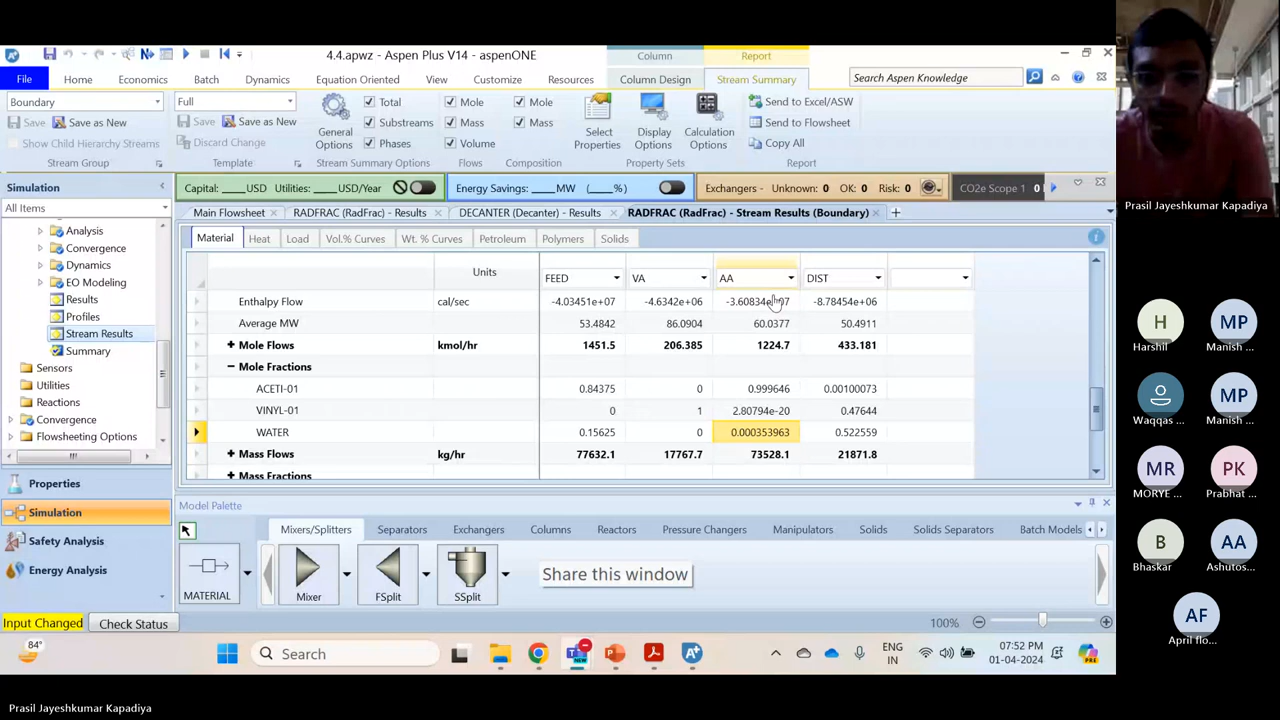 4.4.apwz - Aspen Plus V14 - aspenONE
Column
Report
File
Home
Economics
Batch
Dynamics
Equation Oriented
View
Customize
Resources
Column Design
Stream Summary
Search Aspen Knowledge
Boundary
Save
Save as New
Show Child Hierarchy Streams
Stream Group
Full
Save
Save as New
Discard Change
Template
General Options
Total
Substreams
Phases
Stream Summary Options
Mole
Mass
Volume
Flows
Mole
Mass
Composition
Select Properties
Display Options
Calculation Options
Property Sets
Send to Excel/ASW
Send to Flowsheet
Copy All
Report
Simulation
All Items
Capital: ____USD Utilities: ____USD/Year
Energy Savings: ____MW (____%)
Exchangers - Unknown: 0 OK: 0 Risk: 0
CO2e Scope 1 0
Main Flowsheet
RADFRAC (RadFrac) - Results
DECANTER (Decanter) - Results
RADFRAC (RadFrac) - Stream Results (Boundary)
Material Heat Load Vol.% Curves Wt. % Curves Petroleum Polymers Solids
Units FEED VA AA DIST
Enthalpy Flow cal/sec -4.03451e+07 -4.6342e+06 -3.60834e+07 -8.78454e+06
Average MW 53.4842 86.0904 60.0377 50.4911
Mole Flows kmol/hr 1451.5 206.385 1224.7 433.181
Mole Fractions
ACETI-01 0.84375 0 0.999646 0.00100073
VINYL-01 0 1 2.80794e-20 0.47644
WATER 0.15625 0 0.000353963 0.522559
Mass Flows kg/hr 77632.1 17767.7 73528.1 21871.8
Mass Fractions
Analysis
Convergence
Dynamics
EO Modeling
Results
Profiles
Stream Results
Summary
Sensors
Utilities
Reactions
Convergence
Flowsheeting Options
Properties
Simulation
Safety Analysis
Energy Analysis
Model Palette
Mixers/Splitters Separators Exchangers Columns Reactors Pressure Changers Manipulators Solids Solids Separators Batch Models
MATERIAL
Mixer
FSplit
SSplit
Share this window
Input Changed
Check Status
100%
84°
Search
ENG
IN
07:52
01-04-2024
Prasil Jayeshkumar Kapadiya
H
Harshil
MP
Manish ...
Waqqas ...
MP
Manish ...
MR
MORYE ...
PK
Prabhat ...
B
Bhaskar
AA
Ashutos...
AF
April flo...
Prasil Jayeshkumar Kapadiya